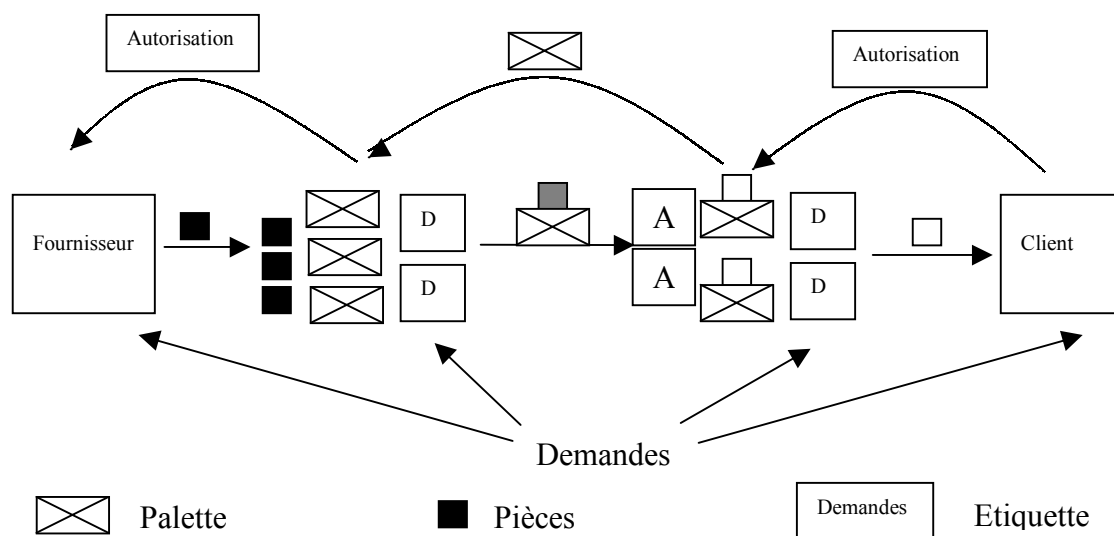 Autorisation
Autorisation
Fournisseur
D
A
D
Client
D
A
D
Demandes
Palette
Pièces
Demandes
Etiquette